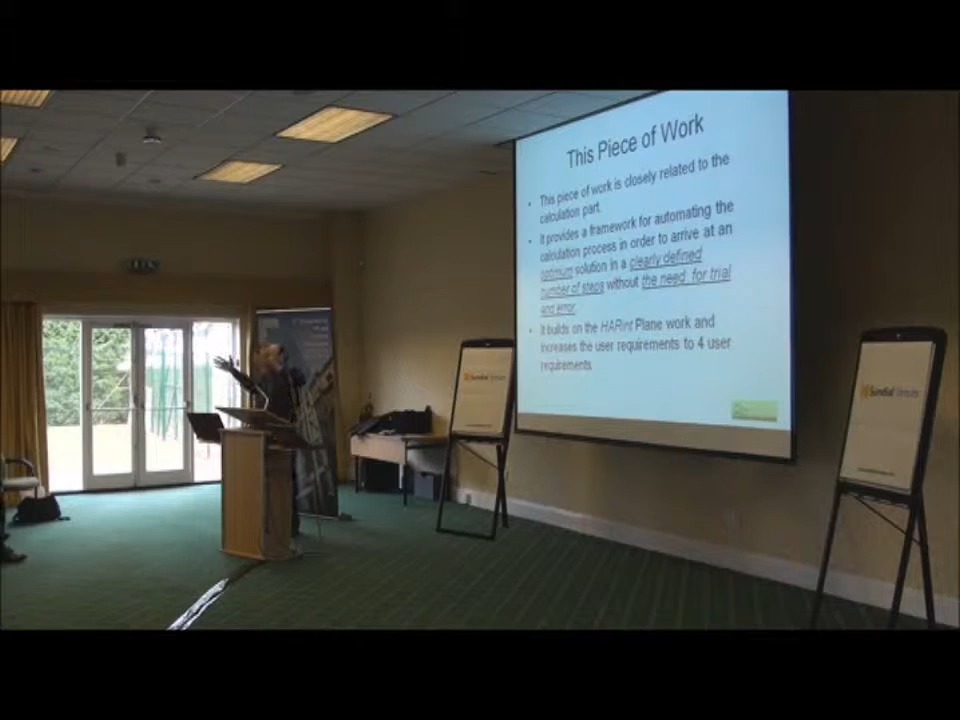 This Piece of Work
• This piece of work is closely related to the
calculation part.
• It provides a framework for automating the
calculation process in order to arrive at an
optimum solution in a clearly defined
number of steps without the need for trial
and error.
• It builds on the HARint Plane work and
increases the user requirements to 4 user
requirements
Sundial Venues
Sundial Venues